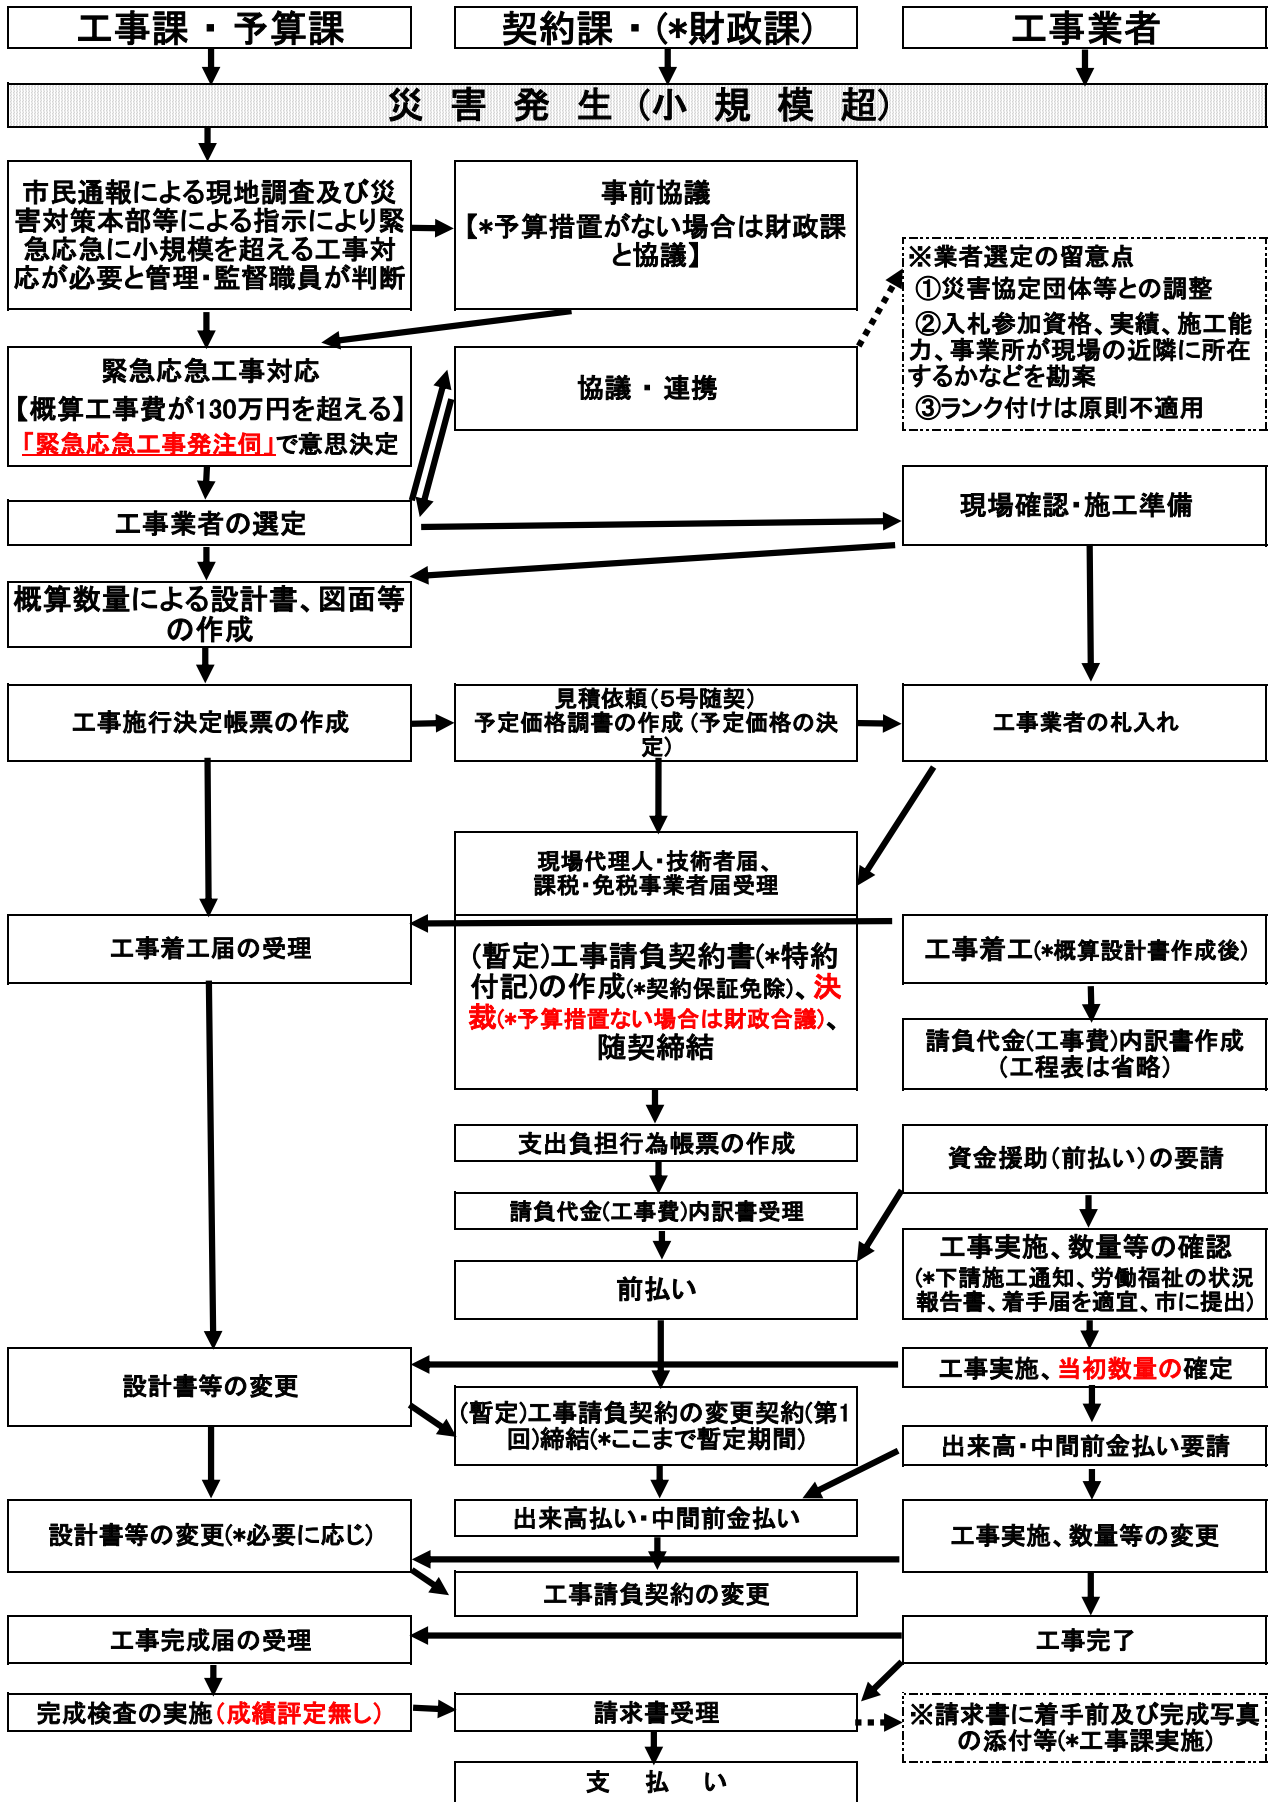 工事課 ・ 予算課
契約課 ・ (*財政課)
工事業者
災 害 発 生 (小 規 模 超)
市民通報による現地調査及び災
害対策本部等による指示により緊
急応急に小規模を超える工事対
応が必要と管理・監督職員が判断
事前協議
【*予算措置がない場合は財政課
と協議】
※業者選定の留意点
①災害協定団体等との調整
②入札参加資格、実績、施工能
力、事業所が現場の近隣に所在
するかなどを勘案
③ランク付けは原則不適用
緊急応急工事対応
【概算工事費が130万円を超える】
「緊急応急工事発注伺」で意思決定
協議 ・ 連携
工事業者の選定
現場確認・施工準備
概算数量による設計書、図面等
の作成
工事施行決定帳票の作成
見積依頼(5号随契)
予定価格調書の作成 (予定価格の決
定)
工事業者の札入れ
現場代理人・技術者届、
課税・免税事業者届受理
工事着工届の受理
(暫定)工事請負契約書(*特約
付記)の作成(*契約保証免除)、決
裁(*予算措置ない場合は財政合議)、
随契締結
工事着工(*概算設計書作成後)
請負代金(工事費)内訳書作成
(工程表は省略)
支出負担行為帳票の作成
資金援助(前払い)の要請
請負代金(工事費)内訳書受理
前払い
工事実施、数量等の確認
(*下請施工通知、労働福祉の状況
報告書、着手届を適宜、市に提出)
設計書等の変更
工事実施、当初数量の確定
(暫定)工事請負契約の変更契約(第1
回)締結(*ここまで暫定期間)
出来高・中間前金払い要請
設計書等の変更(*必要に応じ)
出来高払い・中間前金払い
工事実施、数量等の変更
工事請負契約の変更
工事完成届の受理
工事完了
完成検査の実施(成績評定無し)
請求書受理
※請求書に着手前及び完成写真
の添付等(*工事課実施)
支 払 い